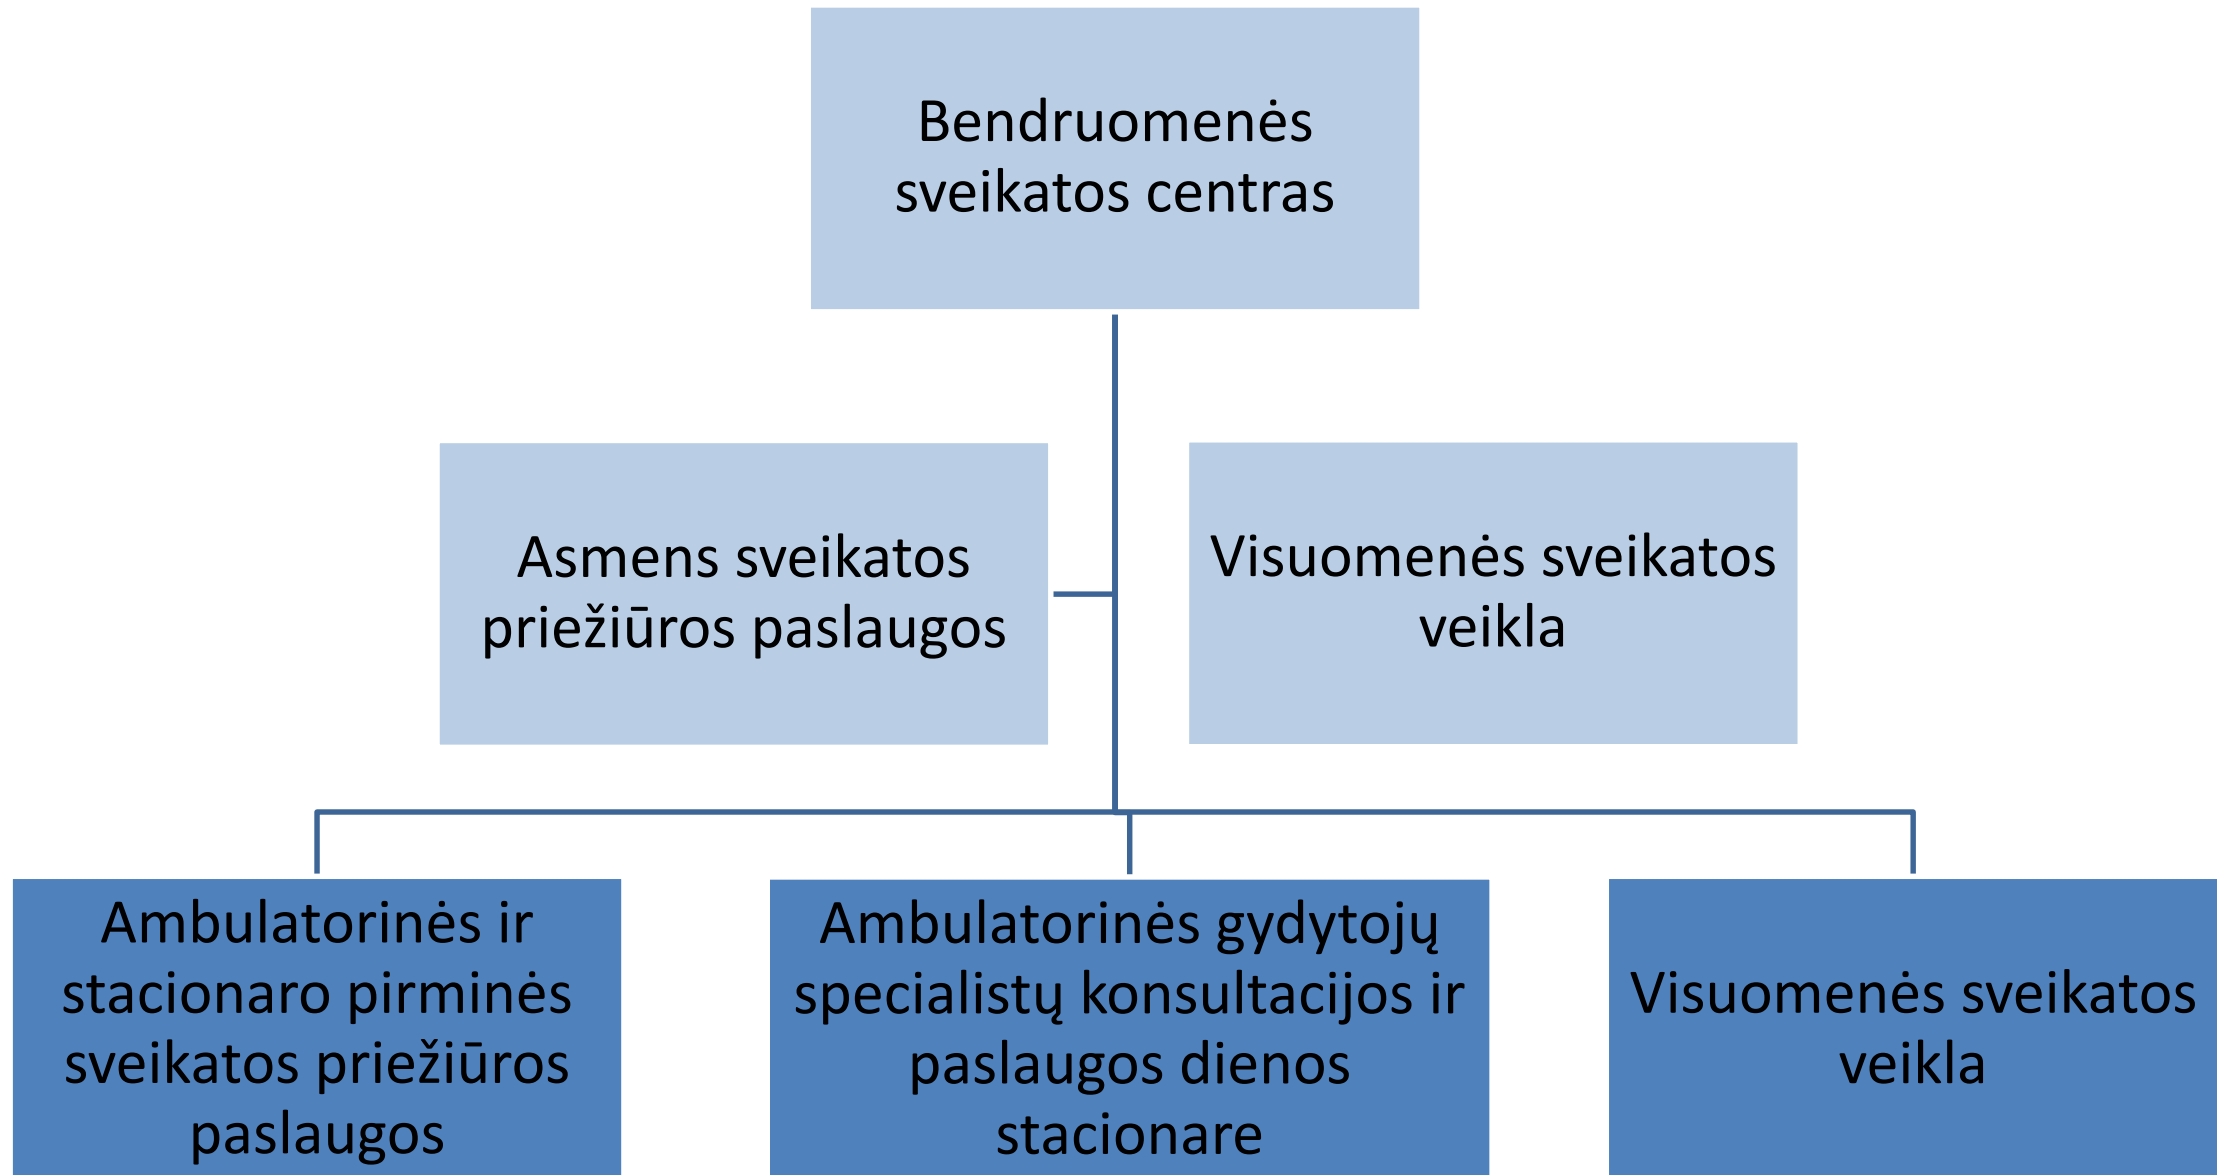 Bendruomenės
sveikatos centras
Asmens sveikatos
priežiūros paslaugos
Visuomenės sveikatos
veikla
Ambulatorinės ir
stacionaro pirminės
sveikatos priežiūros
paslaugos
Ambulatorinės gydytojų
specialistų konsultacijos ir
paslaugos dienos
stacionare
Visuomenės sveikatos
veikla